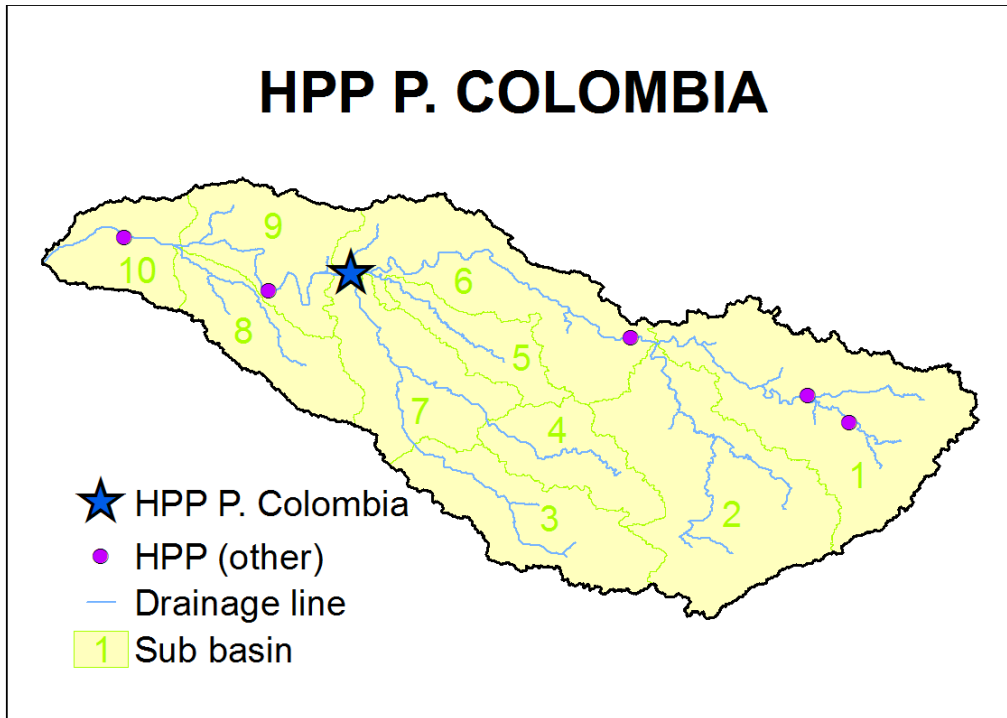 HPP P. COLOMBIA
9
10
6
8
5
7
4
1
3
2
HPP P. Colombia
HPP (other)
Drainage line
1 Sub basin